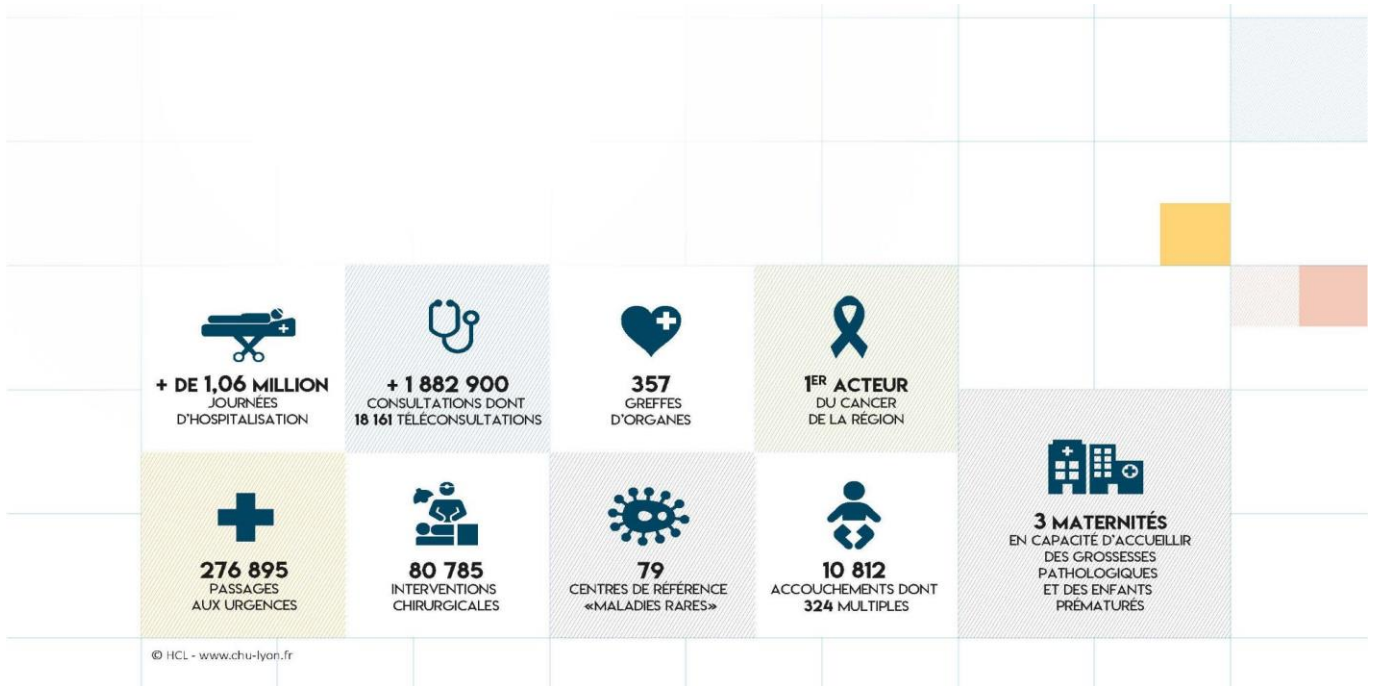 + DE 1,06 MILLION
JOURNÉES
D'HOSPITALISATION
+ 1 882 900
CONSULTATIONS DONT
18 161 TÉLÉCONSULTATIONS
357
GREFFES
D'ORGANES
1ER ACTEUR
DU CANCER
DE LA RÉGION
276 895
PASSAGES
AUX URGENCES
80 785
INTERVENTIONS
CHIRURGICALES
79
CENTRES DE RÉFÉRENCE
«MALADIES RARES»
10 812
ACCOUCHEMENTS DONT
324 MULTIPLES
3 MATERNITÉS
EN CAPACITÉ D'ACCUEILLIR
DES GROSSESSES
PATHOLOGIQUES
ET DES ENFANTS
PRÉMATURÉS
© HCL - www.chu-lyon.fr